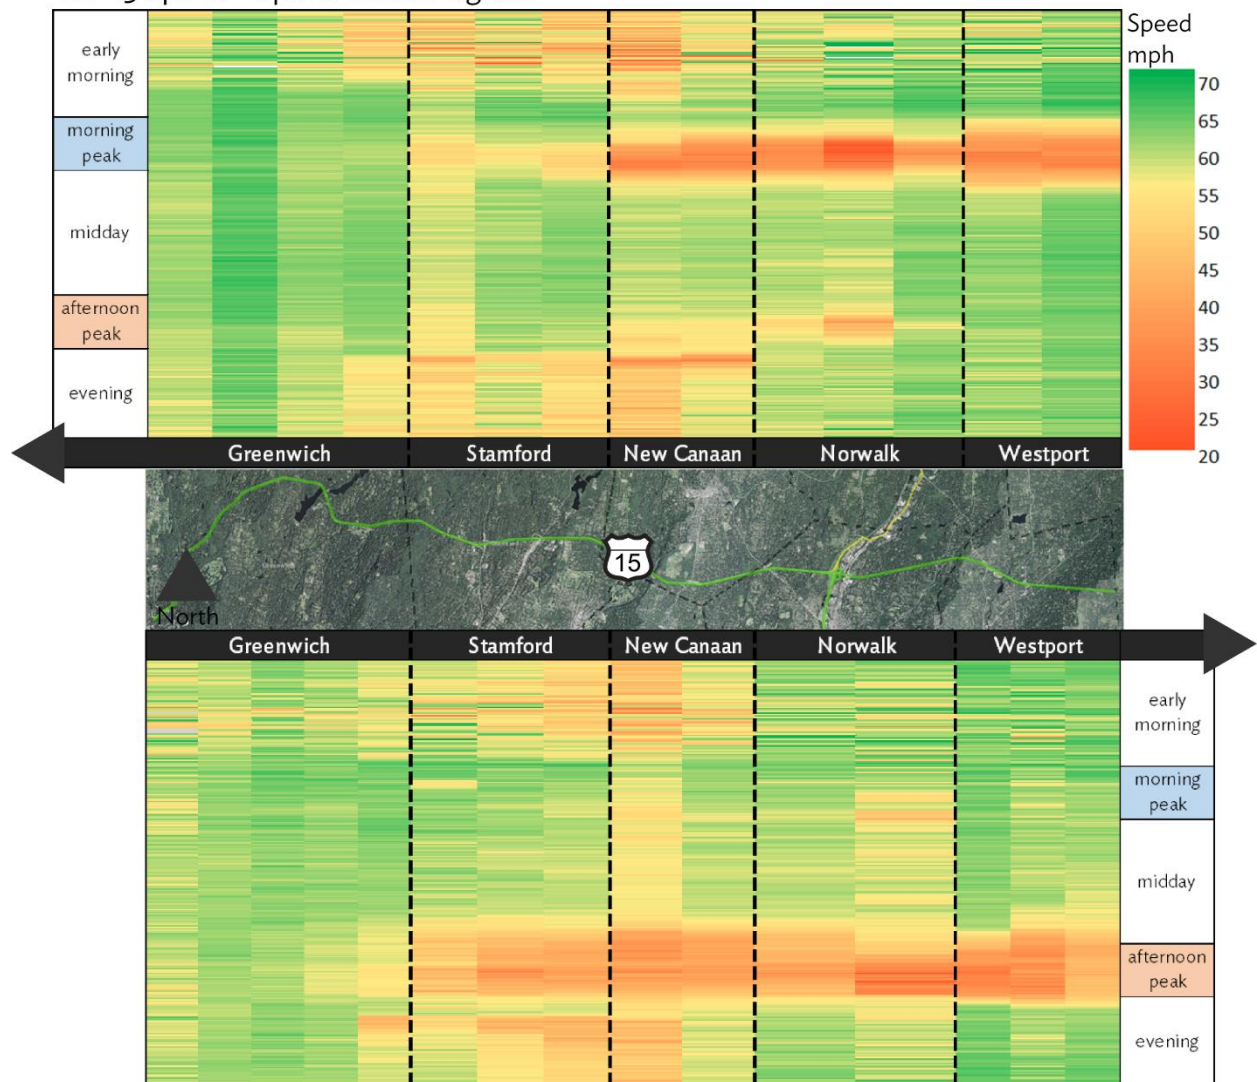 Speed
mph
early
morning
70
65
morning
peak
60
55
midday
50
45
afternoon
peak
40
35
30
evening
25
20
Greenwich Stamford New Canaan Norwalk Westport
15
North
Greenwich Stamford New Canaan Norwalk Westport
early
morning
morning
peak
midday
afternoon
peak
evening